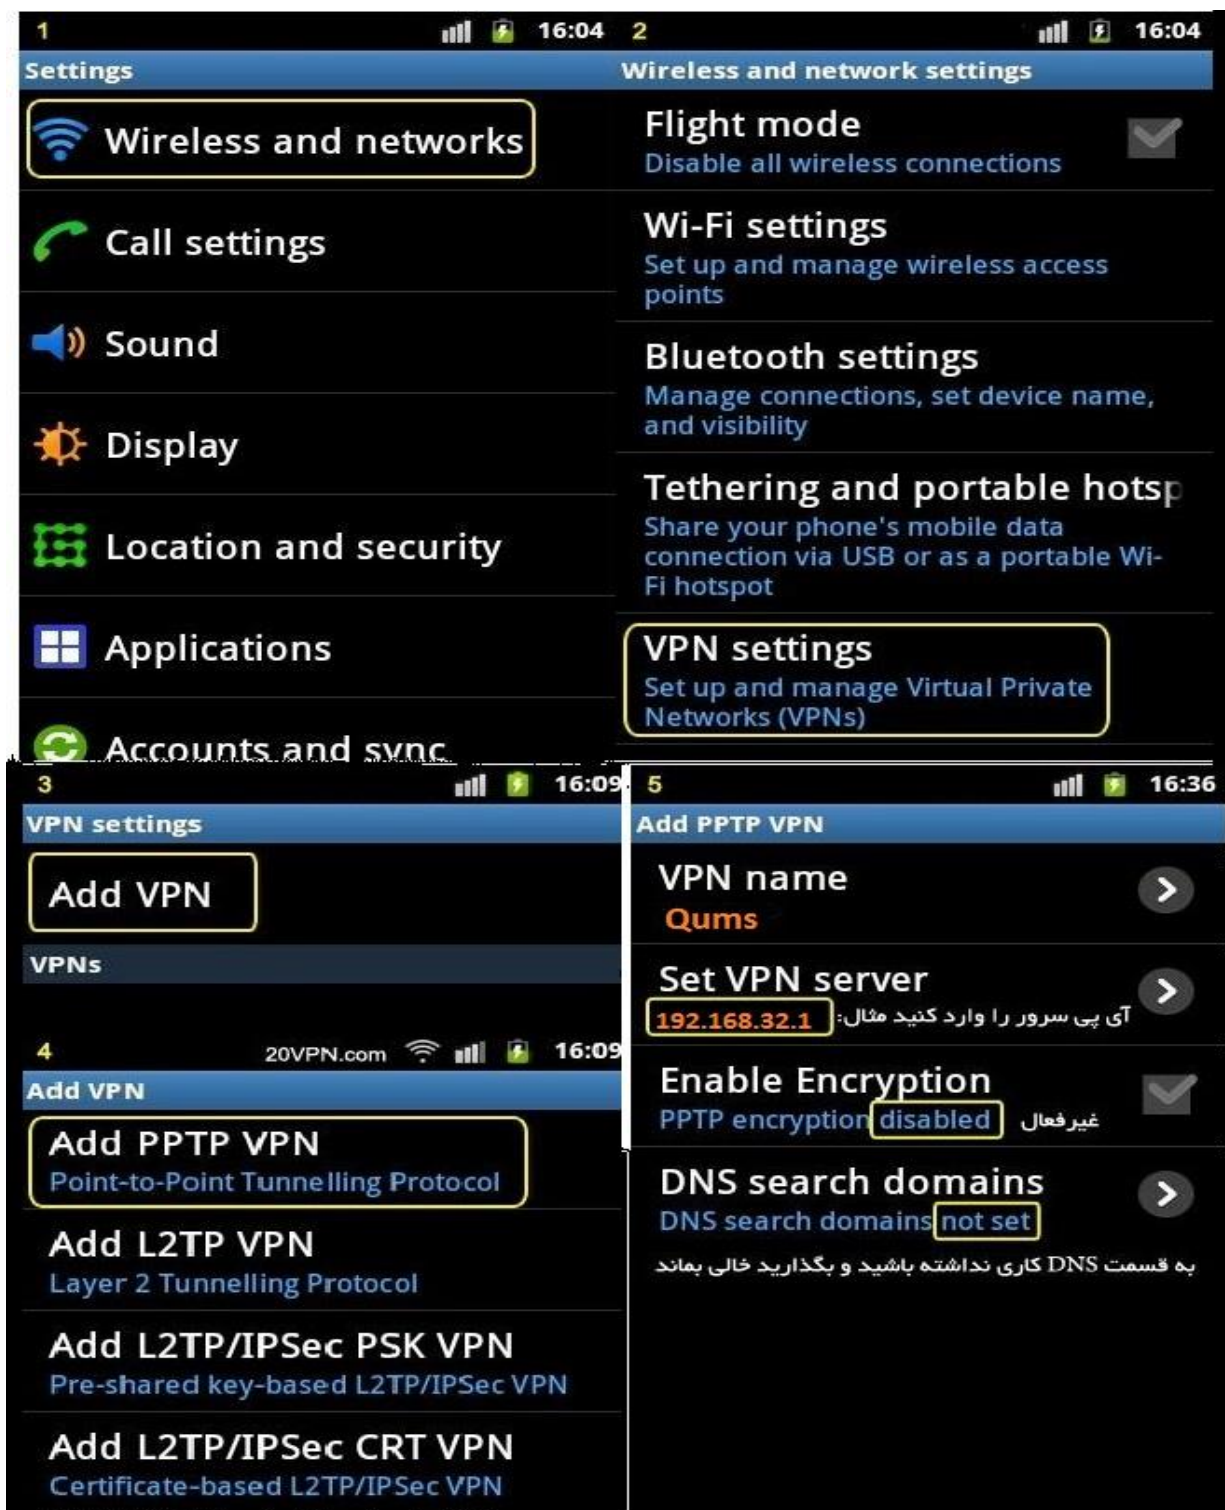 1 16:04
Settings
Wireless and networks
Call settings
Sound
Display
Location and security
Applications
Accounts and sync
2 16:04
Wireless and network settings
Flight mode
Disable all wireless connections
Wi-Fi settings
Set up and manage wireless access
points
Bluetooth settings
Manage connections, set device name,
and visibility
Tethering and portable hotsp
Share your phone's mobile data
connection via USB or as a portable Wi-
Fi hotspot
VPN settings
Set up and manage Virtual Private
Networks (VPNs)
3 16:09
VPN settings
Add VPN
VPNs
4 20VPN.com 16:09
Add VPN
Add PPTP VPN
Point-to-Point Tunnelling Protocol
Add L2TP VPN
Layer 2 Tunnelling Protocol
Add L2TP/IPSec PSK VPN
Pre-shared key-based L2TP/IPSec VPN
Add L2TP/IPSec CRT VPN
Certificate-based L2TP/IPSec VPN
5 16:36
Add PPTP VPN
VPN name
Qums
Set VPN server
آی پی سرور را وارد کنید مثال: 192.168.32.1
Enable Encryption
PPTP encryption disabled غیرفعال
DNS search domains
DNS search domains not set
به قسمت DNS کاری نداشته باشید و بگذارید خالی بماند